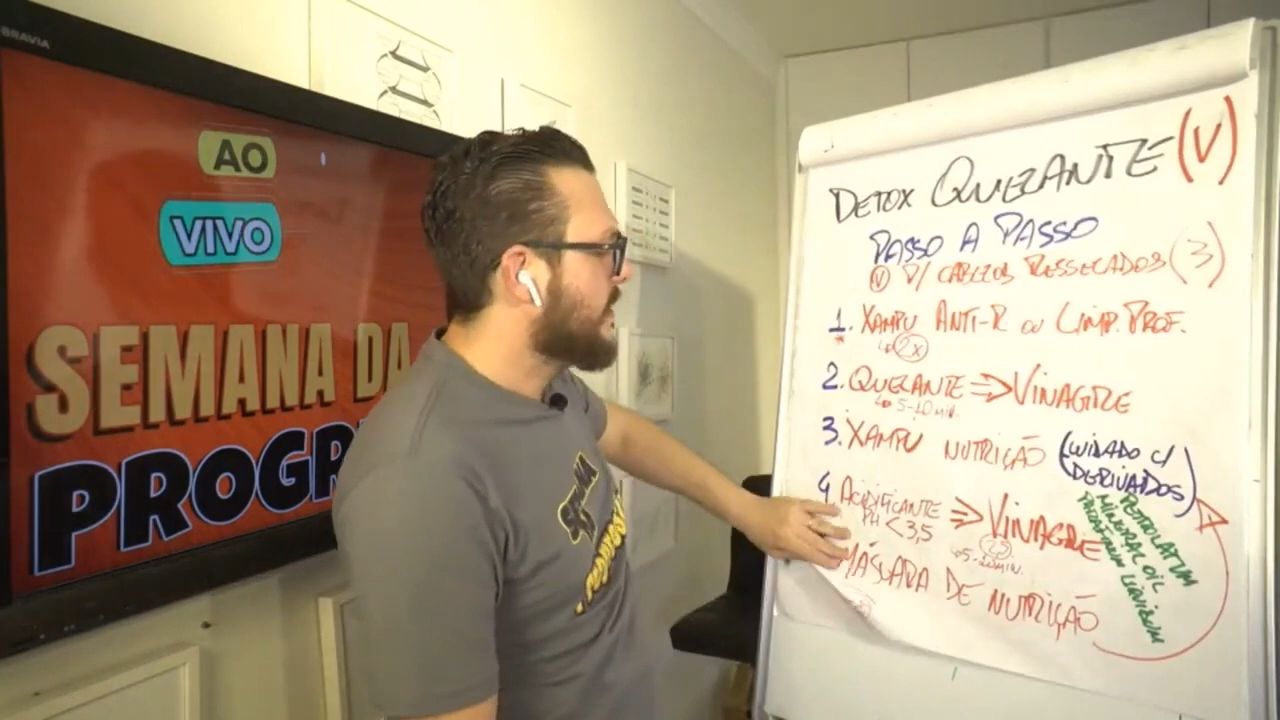 BRAVIA
AO
VIVO
SEMANA DA
PROGR
DETOX QUELANTE (V)
PASSO A PASSO
(V) P/ CABELOS RESSECADOS (3)
1. XAMPU ANTI-R OU LIMP. PROF.
2X
2. QUELANTE => VINAGRE
5-10 MIN.
3. XAMPU NUTRIÇÃO (CUIDADO C/
DERIVADOS)
PETROLATUM
MINERAL OIL
PARAFINUM LIQUIDUM
4. ACIDIFICANTE => VINAGRE
PH < 3,5
5-10 MIN.
MÁSCARA DE NUTRIÇÃO